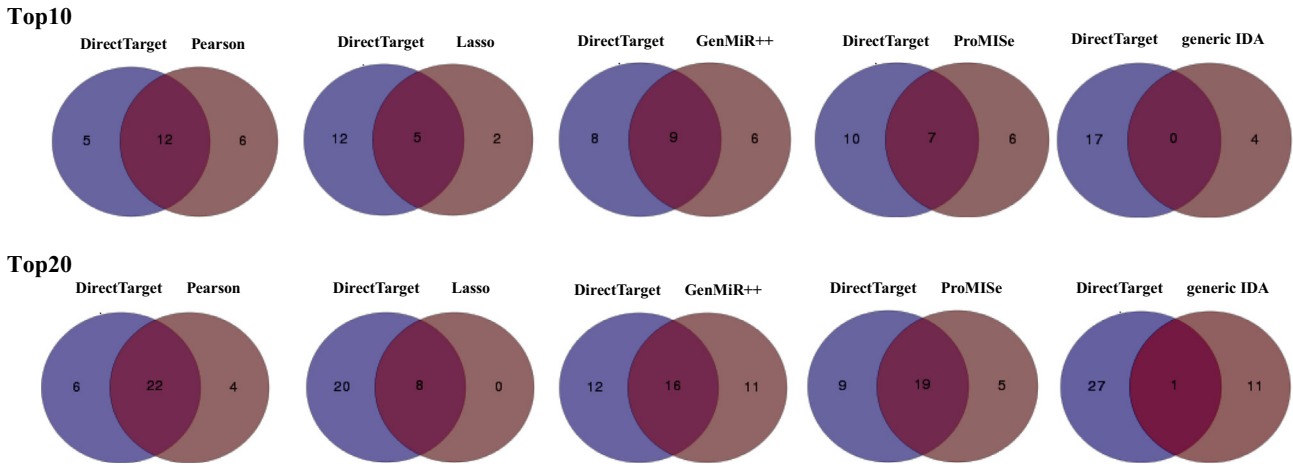 Top10
DirectTarget Pearson
DirectTarget Lasso
DirectTarget GenMiR++
DirectTarget ProMISe
DirectTarget generic IDA
5 12 6
12 5 2
8 9 6
10 7 6
17 0 4
Top20
DirectTarget Pearson
DirectTarget Lasso
DirectTarget GenMiR++
DirectTarget ProMISe
DirectTarget generic IDA
6 22 4
20 8 0
12 16 11
9 19 5
27 1 11